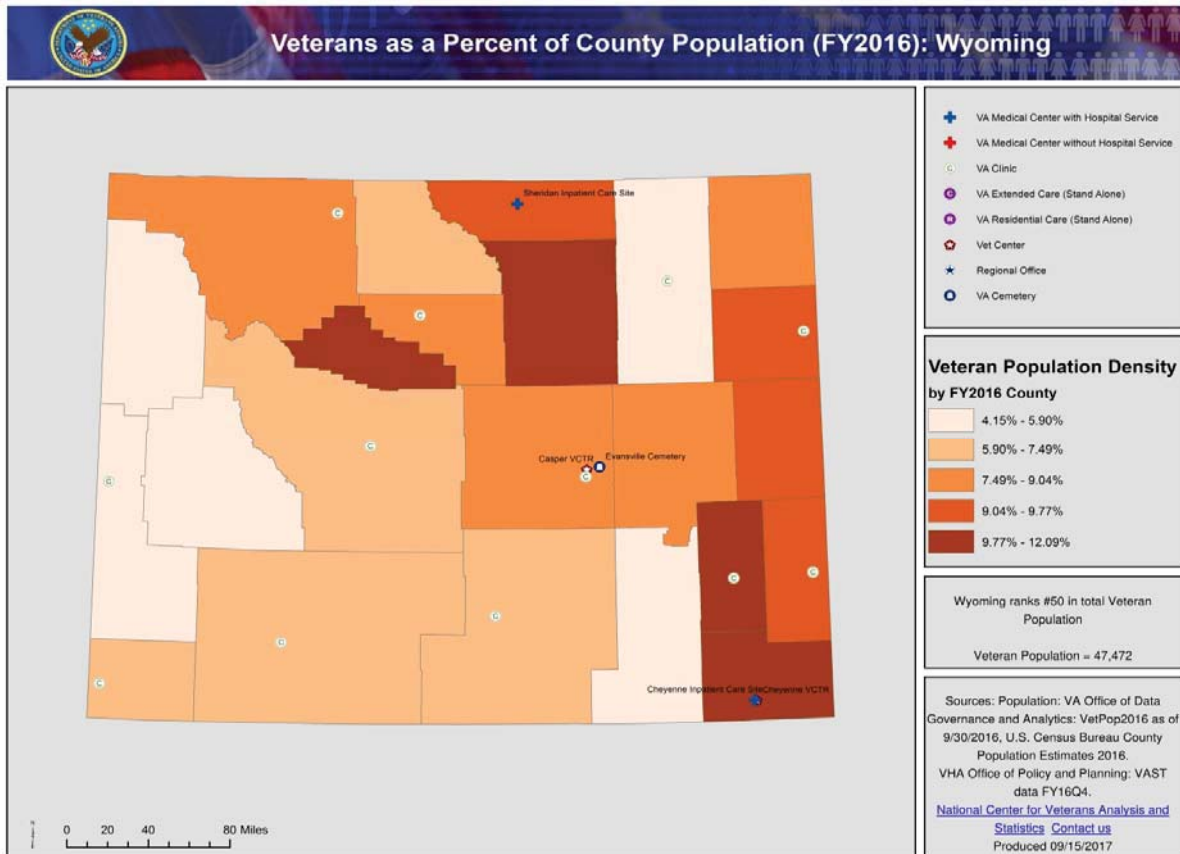 Veterans as a Percent of County Population (FY2016): Wyoming
Sheridan Inpatient Care Site
C
C
C
C
C
Casper VCTR
Evansville Cemetery
C
C
C
C
C
C
C
Cheyenne Inpatient Care Site
Cheyenne VCTR
0 20 40 80 Miles
VA Medical Center with Hospital Service
VA Medical Center without Hospital Service
C VA Clinic
C VA Extended Care (Stand Alone)
R VA Residential Care (Stand Alone)
Vet Center
Regional Office
VA Cemetery
Veteran Population Density
by FY2016 County
4.15% - 5.90%
5.90% - 7.49%
7.49% - 9.04%
9.04% - 9.77%
9.77% - 12.09%
Wyoming ranks #50 in total Veteran
Population
Veteran Population = 47,472
Sources: Population: VA Office of Data
Governance and Analytics: VetPop2016 as of
9/30/2016, U.S. Census Bureau County
Population Estimates 2016.
VHA Office of Policy and Planning: VAST
data FY16Q4.
National Center for Veterans Analysis and
Statistics Contact us
Produced 09/15/2017